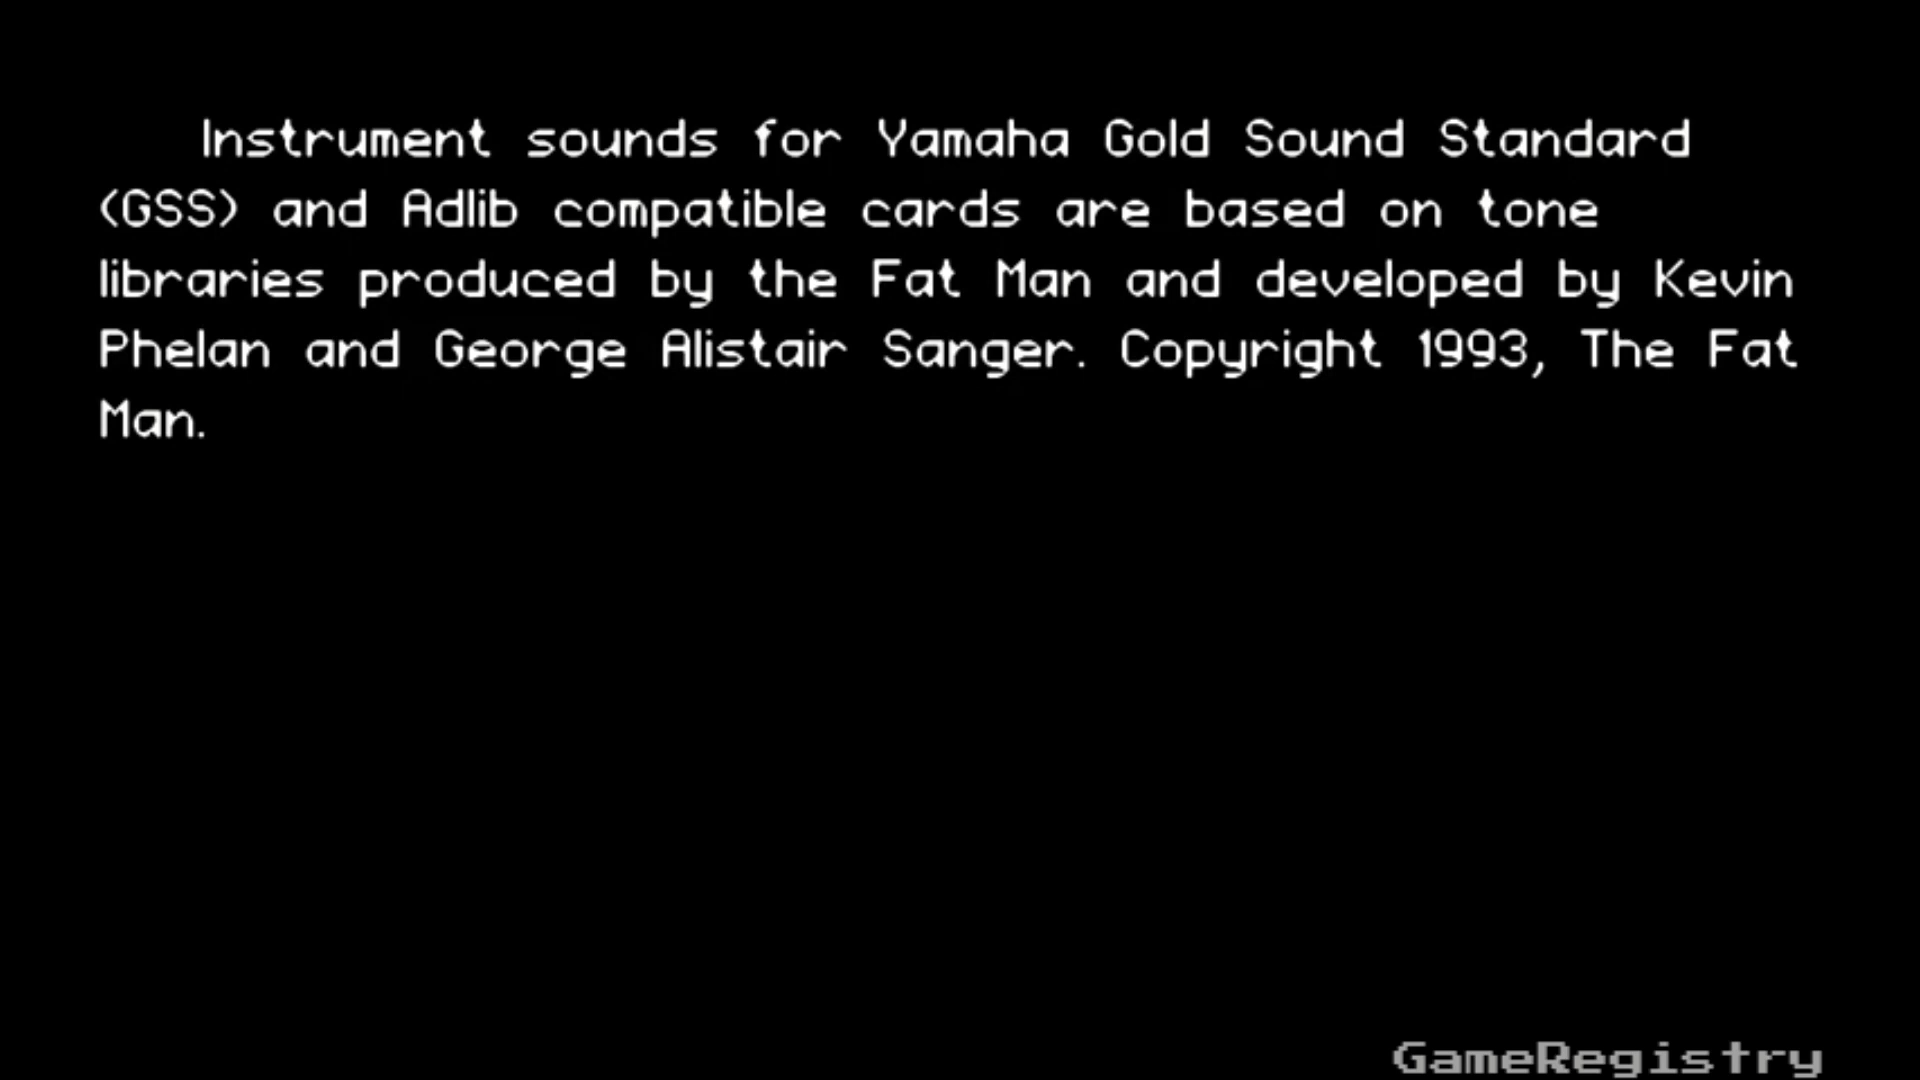 Instrument sounds for Yamaha Gold Sound Standard
(GSS) and Adlib compatible cards are based on tone
libraries produced by the Fat Man and developed by Kevin
Phelan and George Alistair Sanger. Copyright 1993, The Fat
Man.
GameRegistry